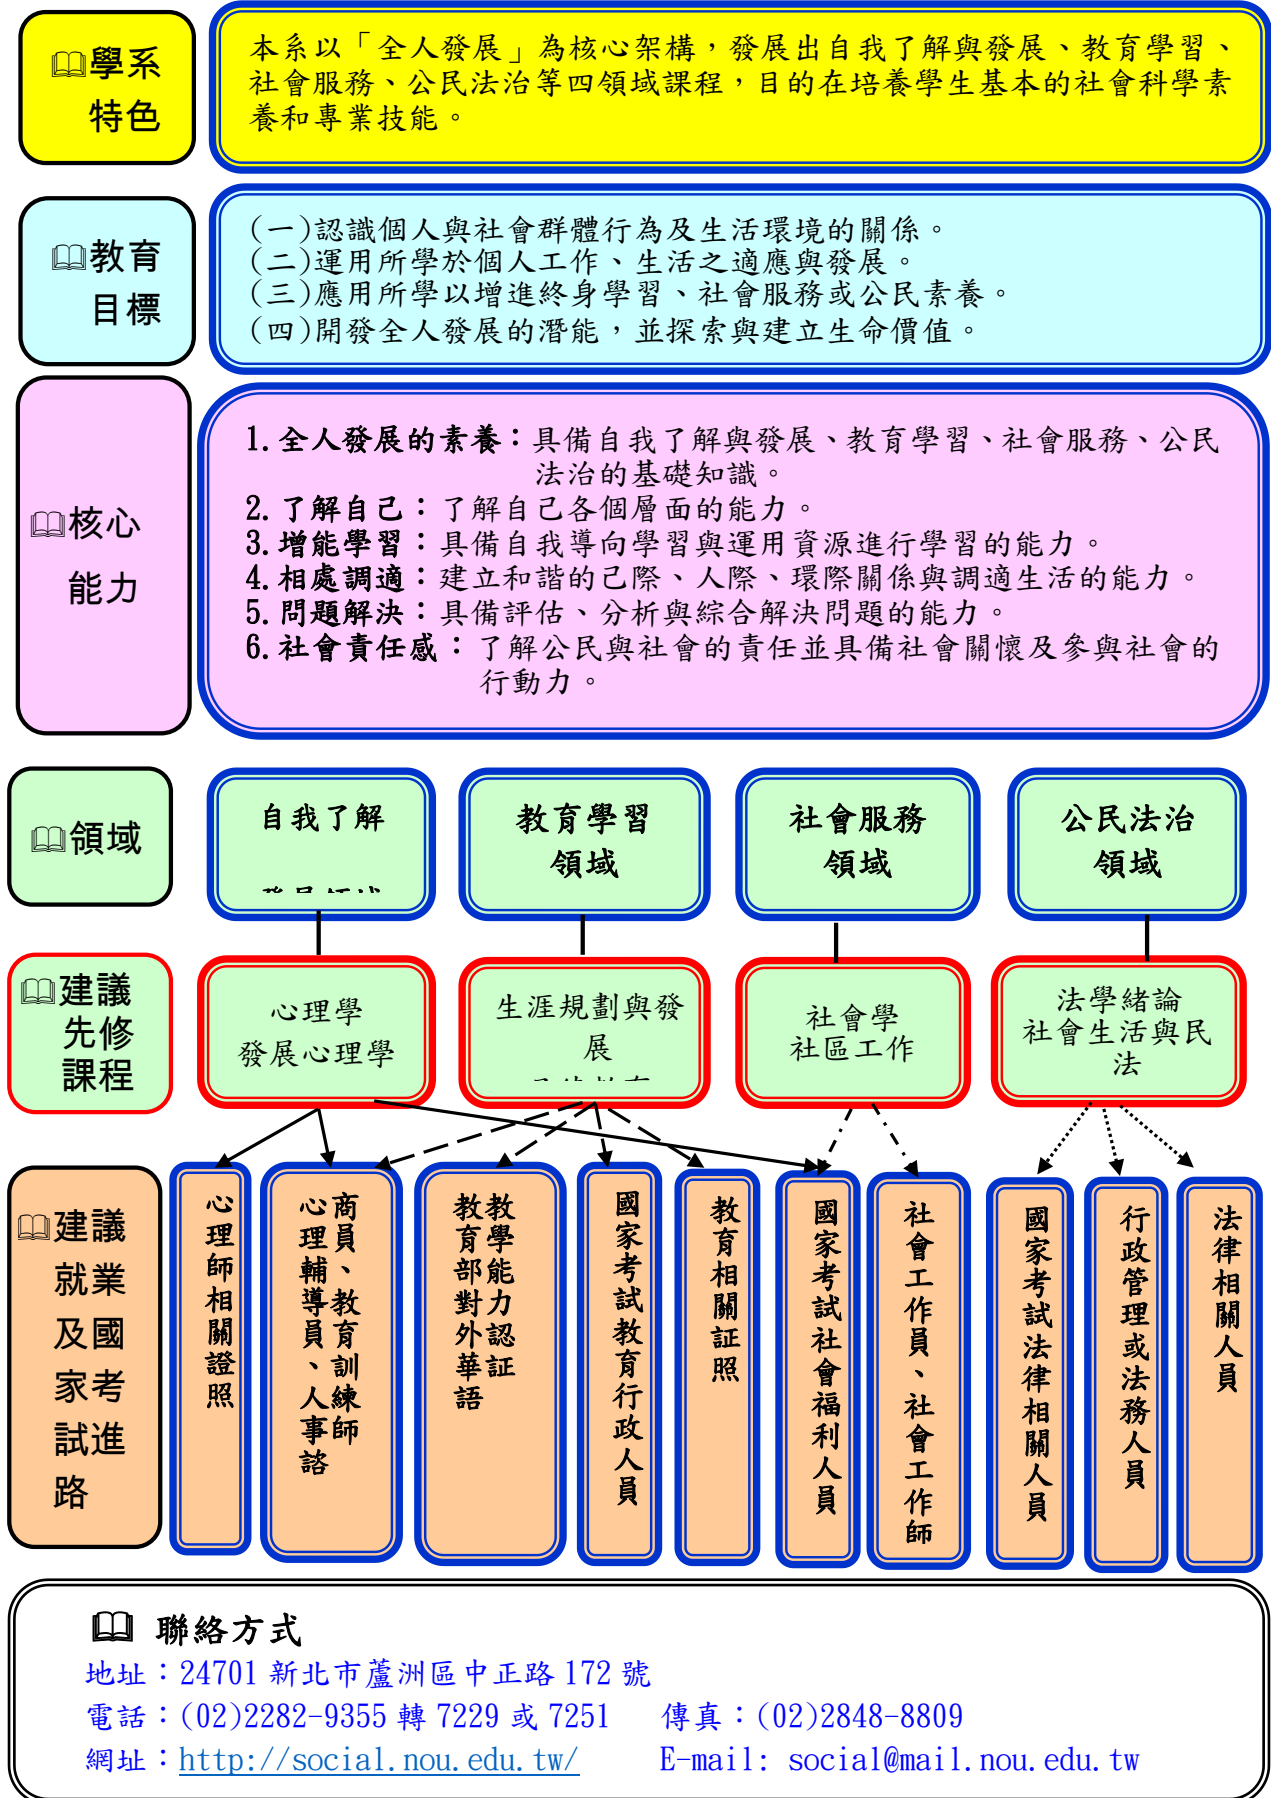 學系
特色
本系以「全人發展」為核心架構，發展出自我了解與發展、教育學習、
社會服務、公民法治等四領域課程，目的在培養學生基本的社會科學素
養和專業技能。
教育
目標
(一)認識個人與社會群體行為及生活環境的關係。
(二)運用所學於個人工作、生活之適應與發展。
(三)應用所學以增進終身學習、社會服務或公民素養。
(四)開發全人發展的潛能，並探索與建立生命價值。
核心
能力
1.全人發展的素養：具備自我了解與發展、教育學習、社會服務、公民
法治的基礎知識。
2.了解自己：了解自己各個層面的能力。
3.增能學習：具備自我導向學習與運用資源進行學習的能力。
4.相處調適：建立和諧的己際、人際、環際關係與調適生活的能力。
5.問題解決：具備評估、分析與綜合解決問題的能力。
6.社會責任感：了解公民與社會的責任並具備社會關懷及參與社會的
行動力。
領域
自我了解
教育學習
領域
社會服務
領域
公民法治
領域
建議
先修
課程
心理學
發展心理學
生涯規劃與發
展
社會學
社區工作
法學緒論
社會生活與民
法
建議
就業
及國
家考
試進
路
心理師相關證照
商員、教育訓練師
心理輔導員、人事諮
教學能力認証
教育部對外華語
國家考試教育行政人員
教育相關証照
國家考試社會福利人員
社會工作員、社會工作師
國家考試法律相關人員
行政管理或法務人員
法律相關人員
聯絡方式
地址：24701 新北市蘆洲區中正路 172 號
電話：(02)2282-9355 轉 7229 或 7251 傳真：(02)2848-8809
網址：http://social.nou.edu.tw/ E-mail: social@mail.nou.edu.tw